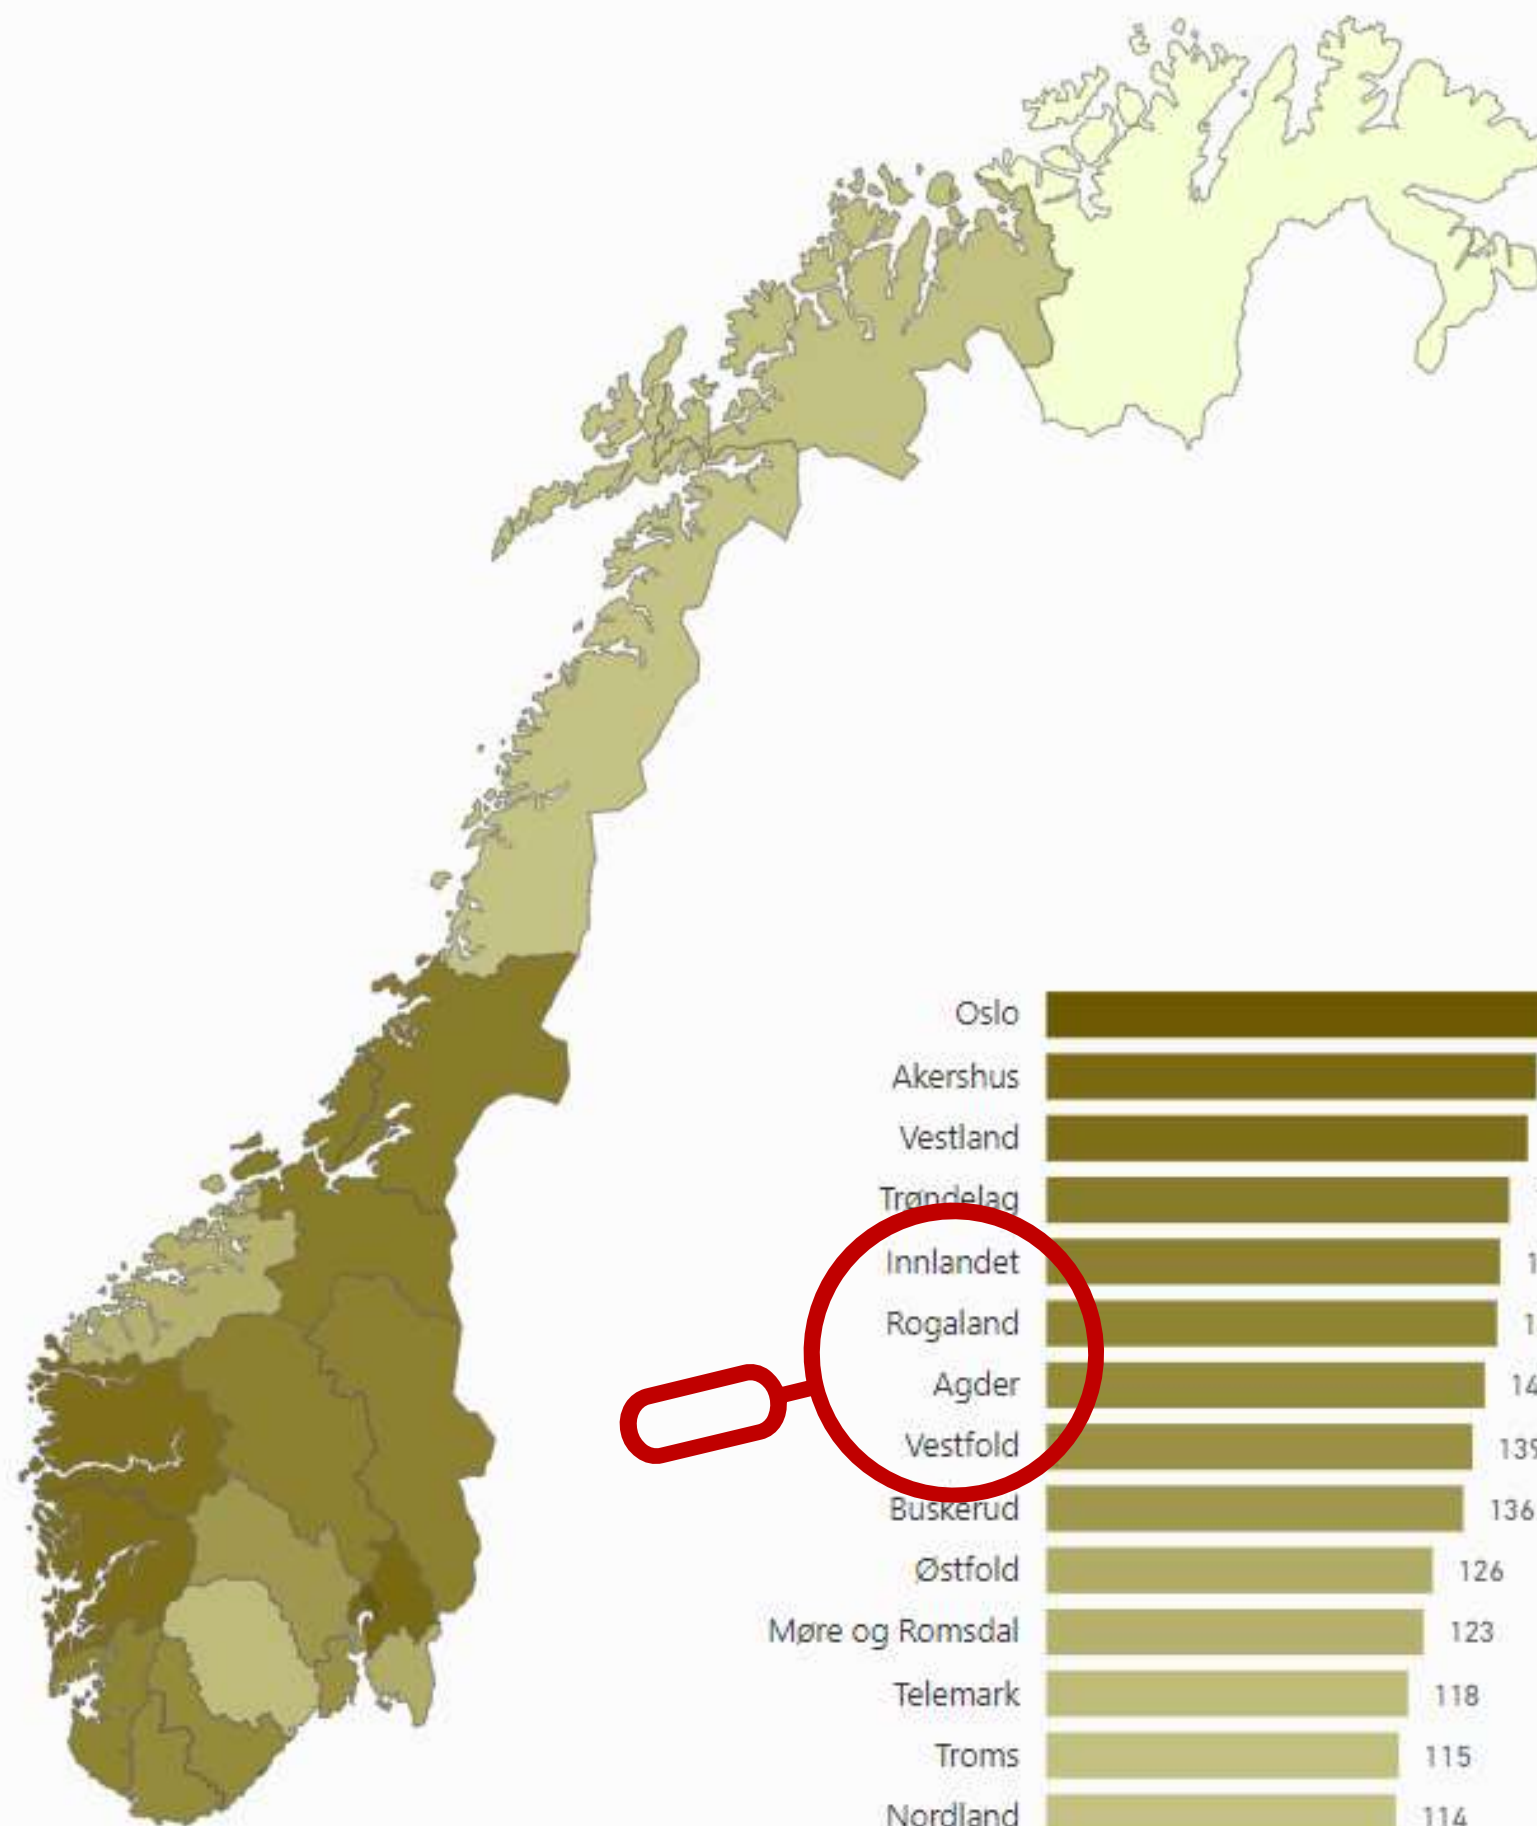 Oslo
Akershus
Vestland
Trøndelag
Innlandet
Rogaland
Agder
Vestfold
Buskerud 136
Østfold 126
Møre og Romsdal 123
Telemark 118
Troms 115
Nordland 114